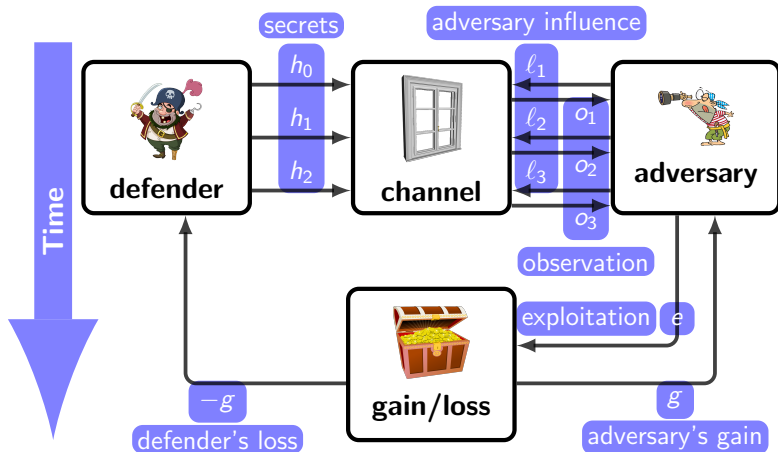 secrets
adversary influence
h₀
ℓ₁
o₁
h₁
ℓ₂
o₂
h₂
ℓ₃
o₃
defender
channel
adversary
Time
observation
exploitation
e
gain/loss
−g
defender's loss
g
adversary's gain